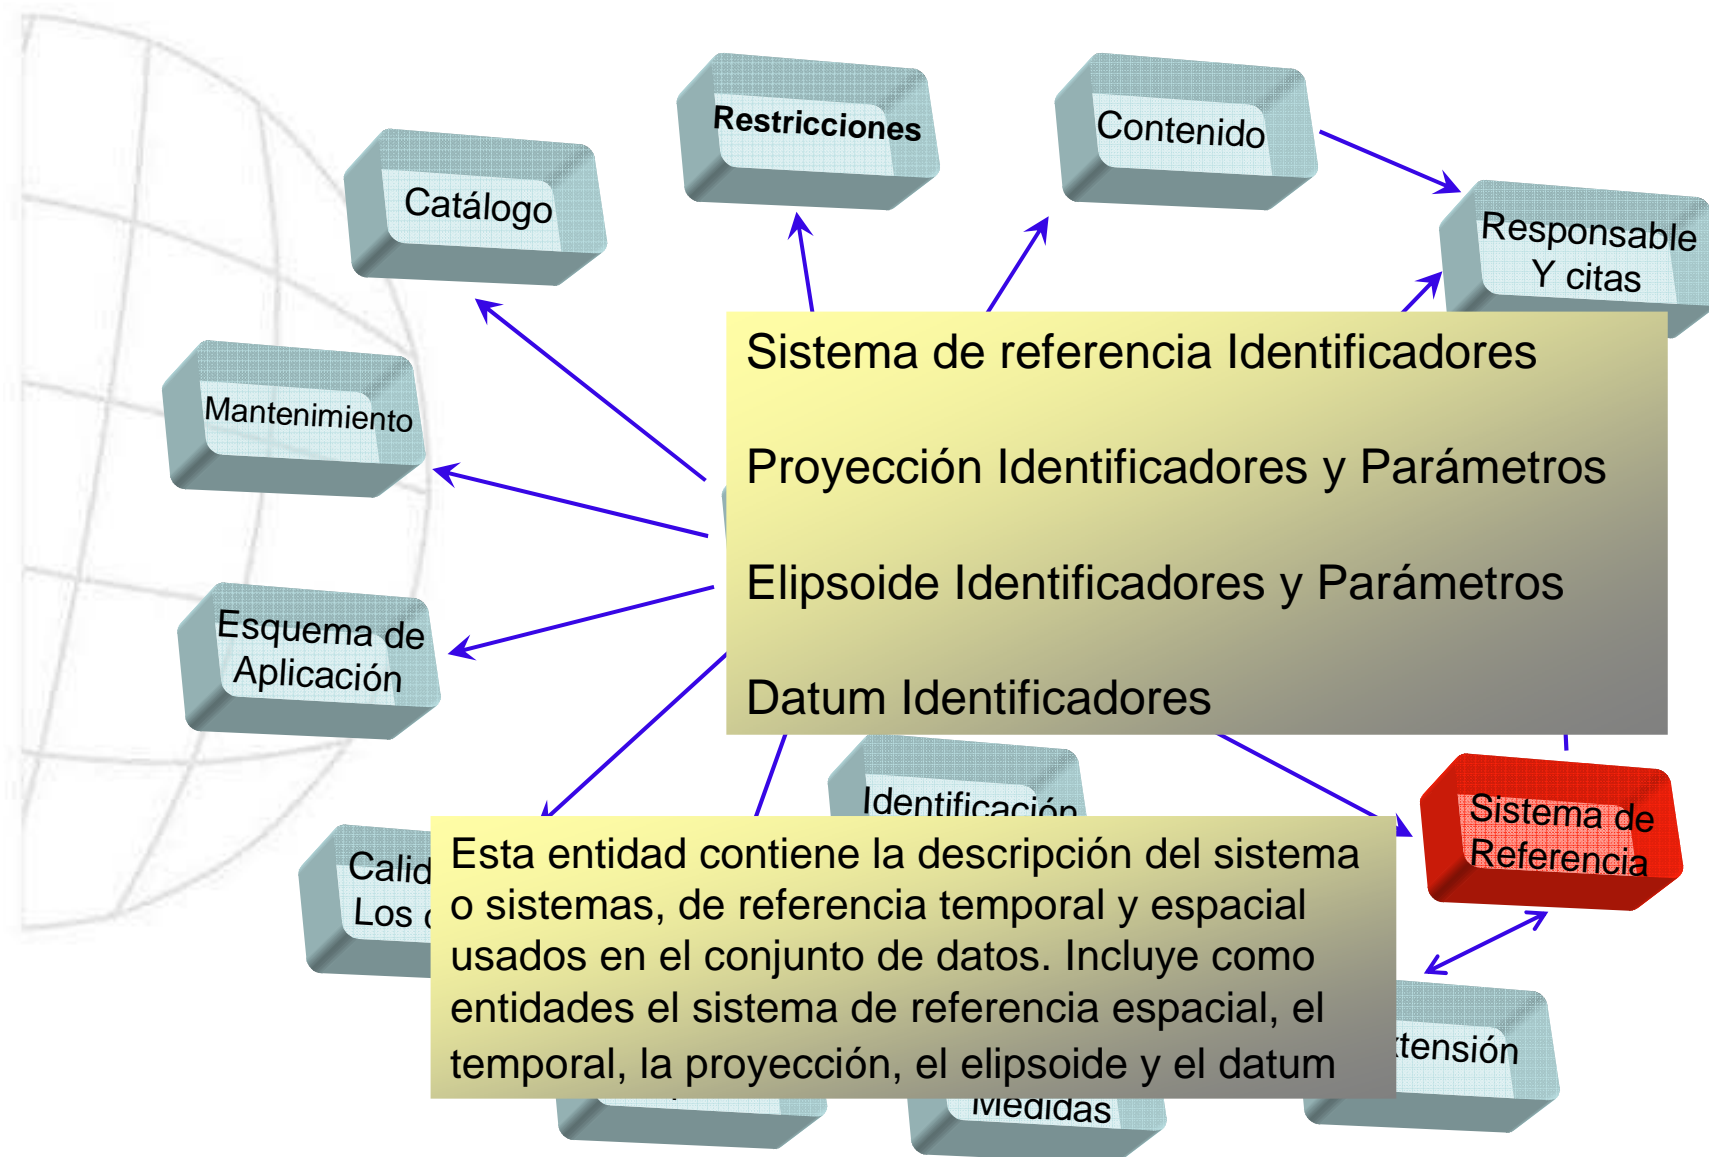 Restricciones
Contenido
Catálogo
Responsable
Y citas
Sistema de referencia Identificadores
Mantenimiento
Proyección Identificadores y Parámetros
Elipsoide Identificadores y Parámetros
Esquema de
Aplicación
Datum Identificadores
Identificación
Sistema de
Referencia
Los
Esta entidad contiene la descripción del sistema
o sistemas, de referencia temporal y espacial
usados en el conjunto de datos. Incluye como
entidades el sistema de referencia espacial, el
temporal, la proyección, el elipsoide y el datum
Medidas